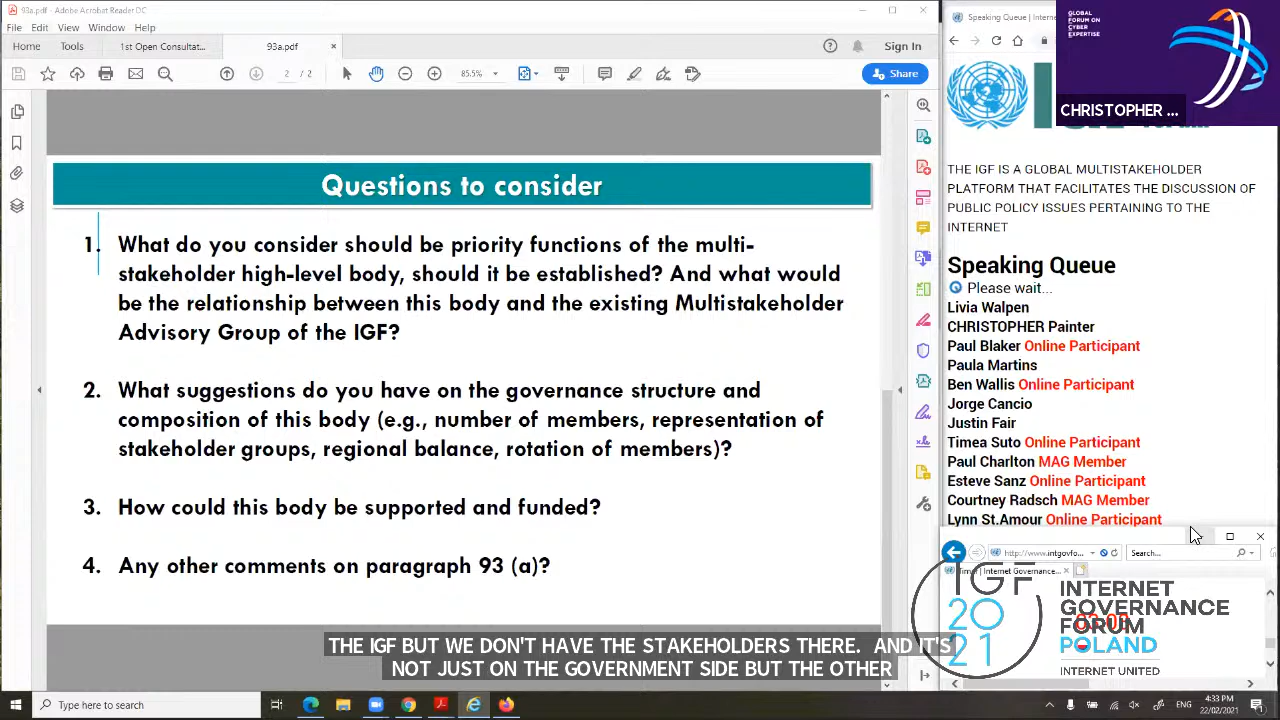 93a.pdf - Adobe Acrobat Reader DC
File Edit View Window Help
Home Tools 1st Open Consultat... 93a.pdf × Sign In
2 / 2 85.5% Share
Questions to consider
1. What do you consider should be priority functions of the multi-
stakeholder high-level body, should it be established? And what would
be the relationship between this body and the existing Multistakeholder
Advisory Group of the IGF?
2. What suggestions do you have on the governance structure and
composition of this body (e.g., number of members, representation of
stakeholder groups, regional balance, rotation of members)?
3. How could this body be supported and funded?
4. Any other comments on paragraph 93 (a)?
THE IGF BUT WE DON'T HAVE THE STAKEHOLDERS THERE. AND IT'S
NOT JUST ON THE GOVERNMENT SIDE BUT THE OTHER
Speaking Queue | Intern
GLOBAL
FORUM ON
CYBER
EXPERTISE
CHRISTOPHER ...
THE IGF IS A GLOBAL MULTISTAKEHOLDER
PLATFORM THAT FACILITATES THE DISCUSSION OF
PUBLIC POLICY ISSUES PERTAINING TO THE
INTERNET
Speaking Queue
Please wait...
Livia Walpen
CHRISTOPHER Painter
Paul Blaker Online Participant
Paula Martins
Ben Wallis Online Participant
Jorge Cancio
Justin Fair
Timea Suto Online Participant
Paul Charlton MAG Member
Esteve Sanz Online Participant
Courtney Radsch MAG Member
Lynn St.Amour Online Participant
http://www.intgovfo... Search...
Timer | Internet Governance...
IGF
20
21
INTERNET
GOVERNANCE
FORUM
POLAND
INTERNET UNITED
Type here to search
ENG
4:33 PM
22/02/2021